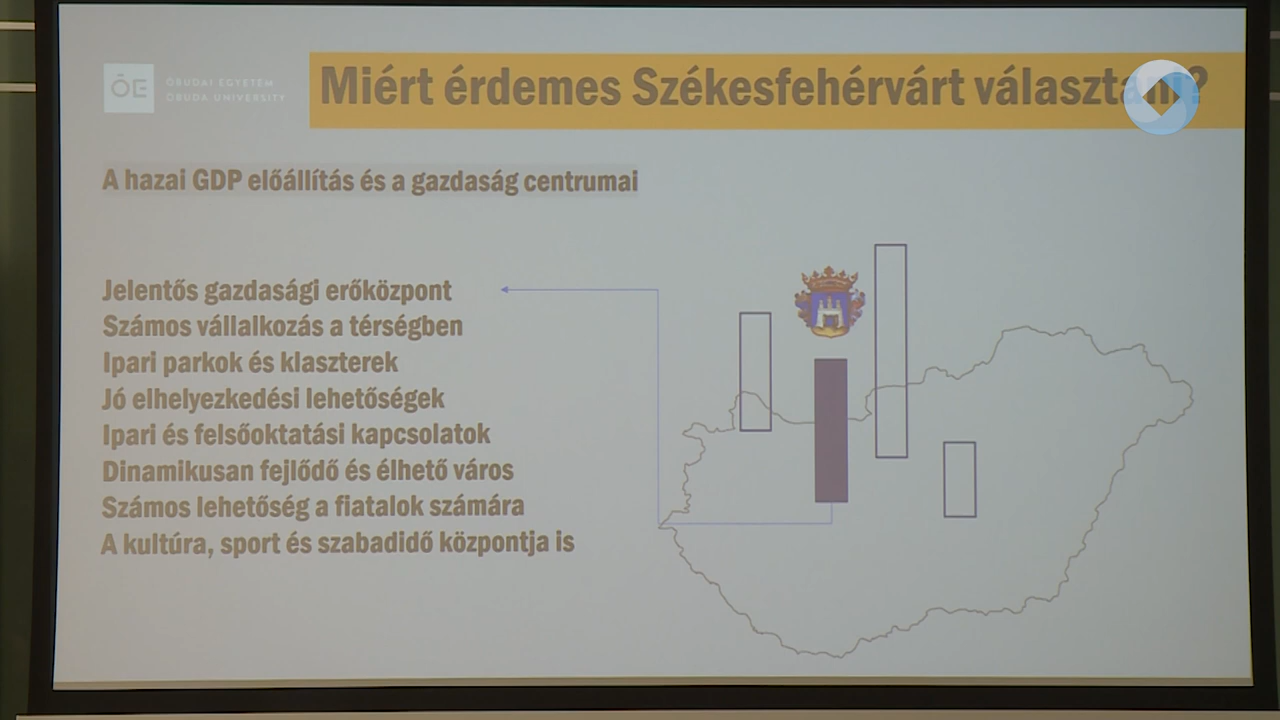 ÓE
ÓBUDAI EGYETEM
ÓBUDA UNIVERSITY
Miért érdemes Székesfehérvárt választani?
A hazai GDP előállítás és a gazdaság centrumai
Jelentős gazdasági erőközpont
Számos vállalkozás a térségben
Ipari parkok és klaszterek
Jó elhelyezkedési lehetőségek
Ipari és felsőoktatási kapcsolatok
Dinamikusan fejlődő és élhető város
Számos lehetőség a fiatalok számára
A kultúra, sport és szabadidő központja is